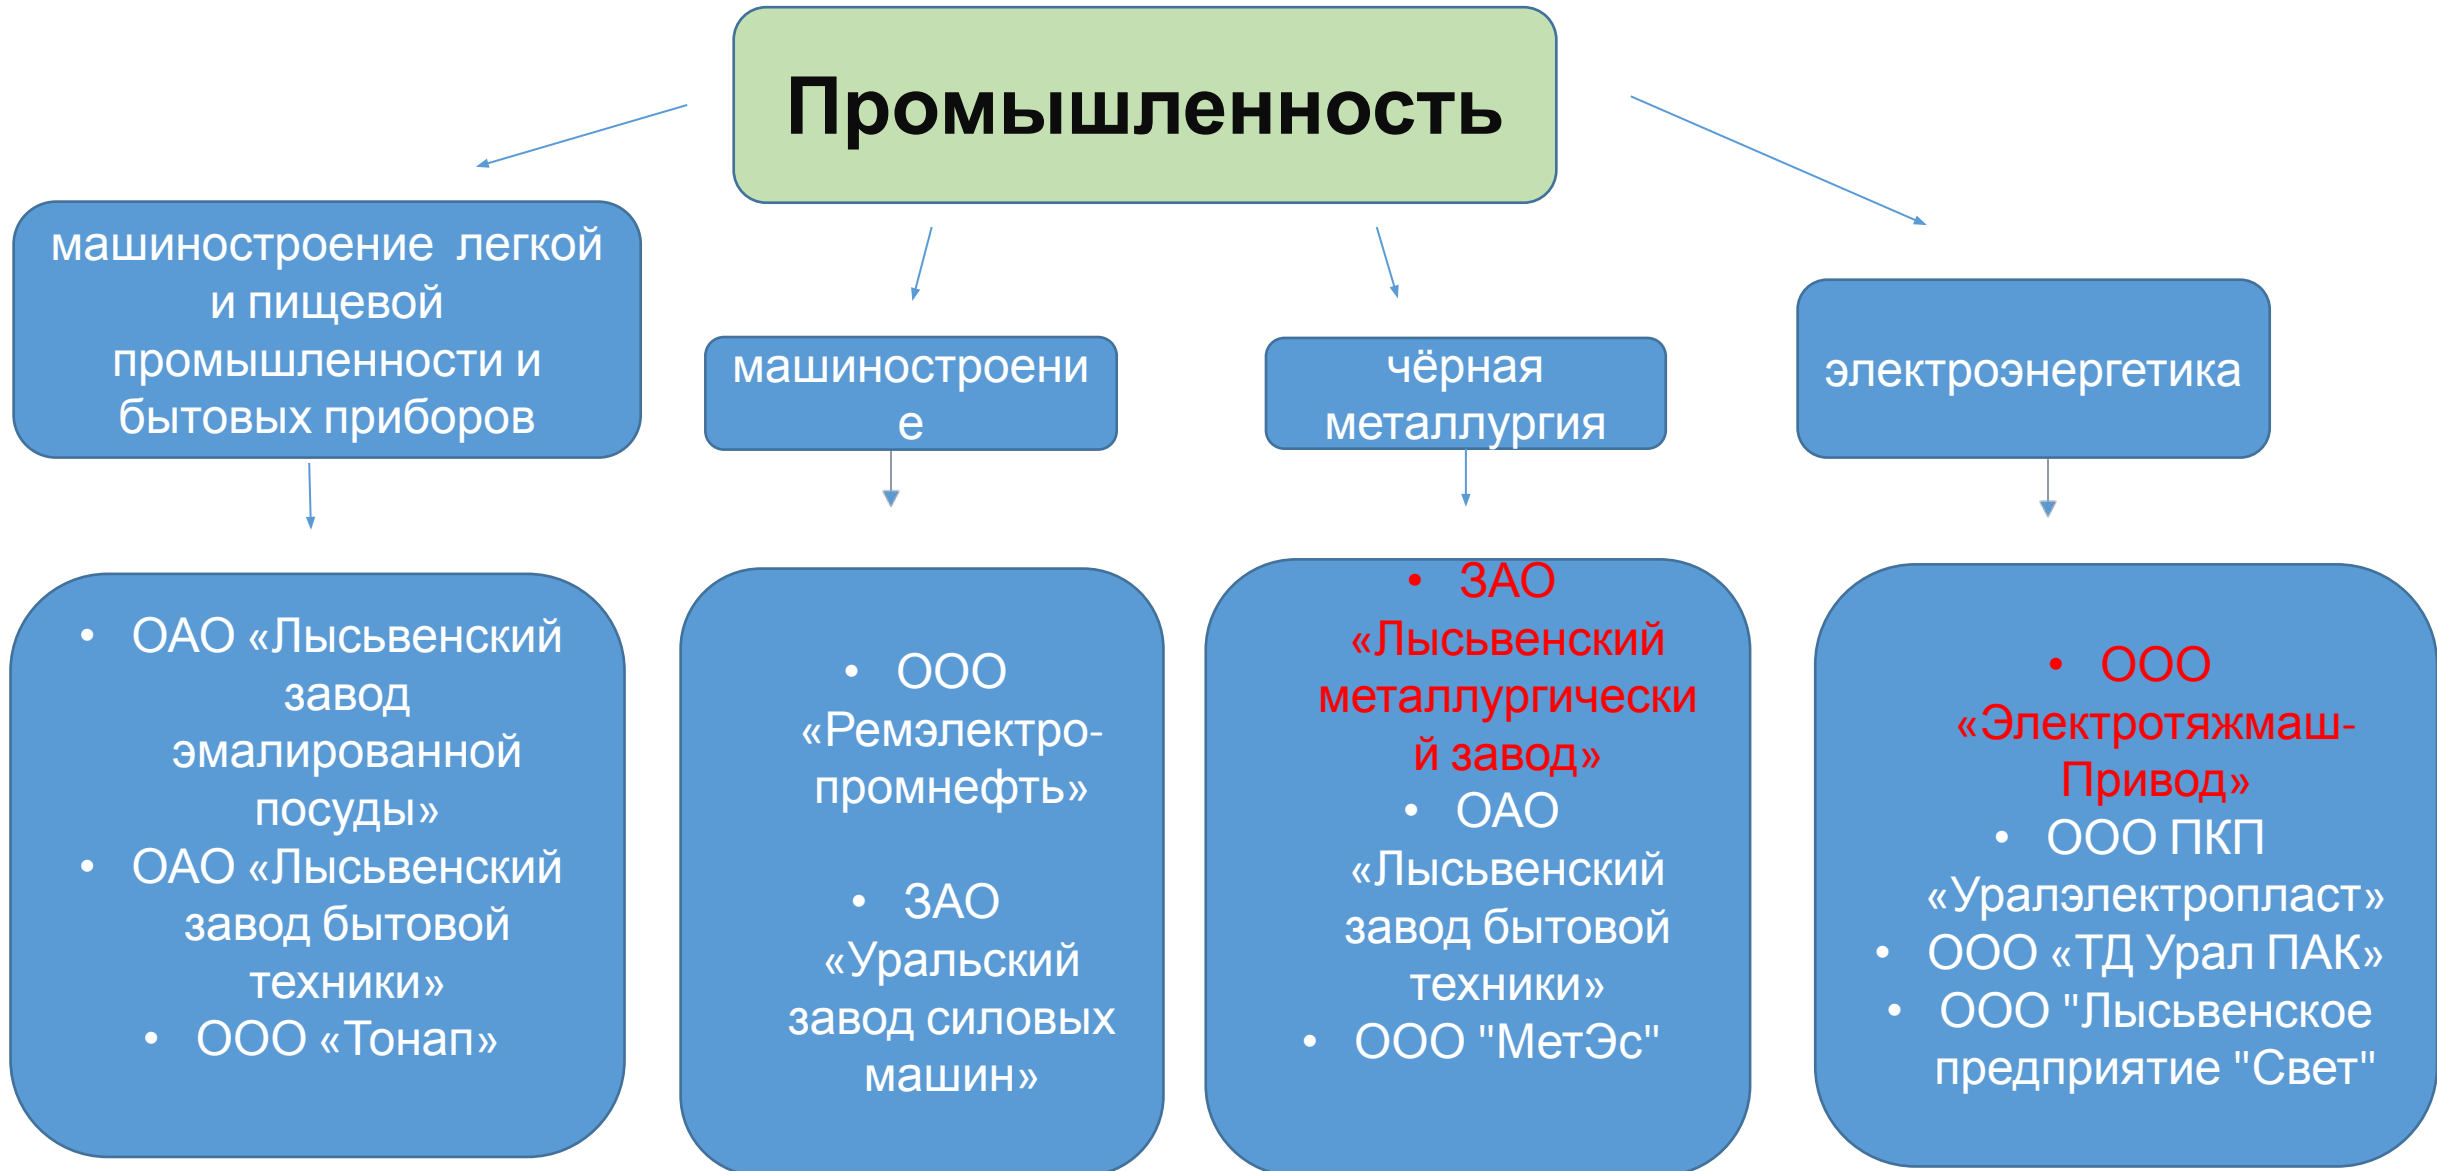 Промышленность
машиностроение легкой
и пищевой
промышленности и
бытовых приборов
машиностроени
е
чёрная
металлургия
электроэнергетика
• ОАО «Лысьвенский
завод
эмалированной
посуды»
• ОАО «Лысьвенский
завод бытовой
техники»
• ООО «Тонап»
• ООО
«Ремэлектро-
промнефть»
• ЗАО
«Уральский
завод силовых
машин»
• ЗАО
«Лысьвенский
металлургически
й завод»
• ОАО
«Лысьвенский
завод бытовой
техники»
• ООО "МетЭс"
• ООО
«Электротяжмаш-
Привод»
• ООО ПКП
«Уралэлектропласт»
• ООО «ТД Урал ПАК»
• ООО "Лысьвенское
предприятие "Свет"